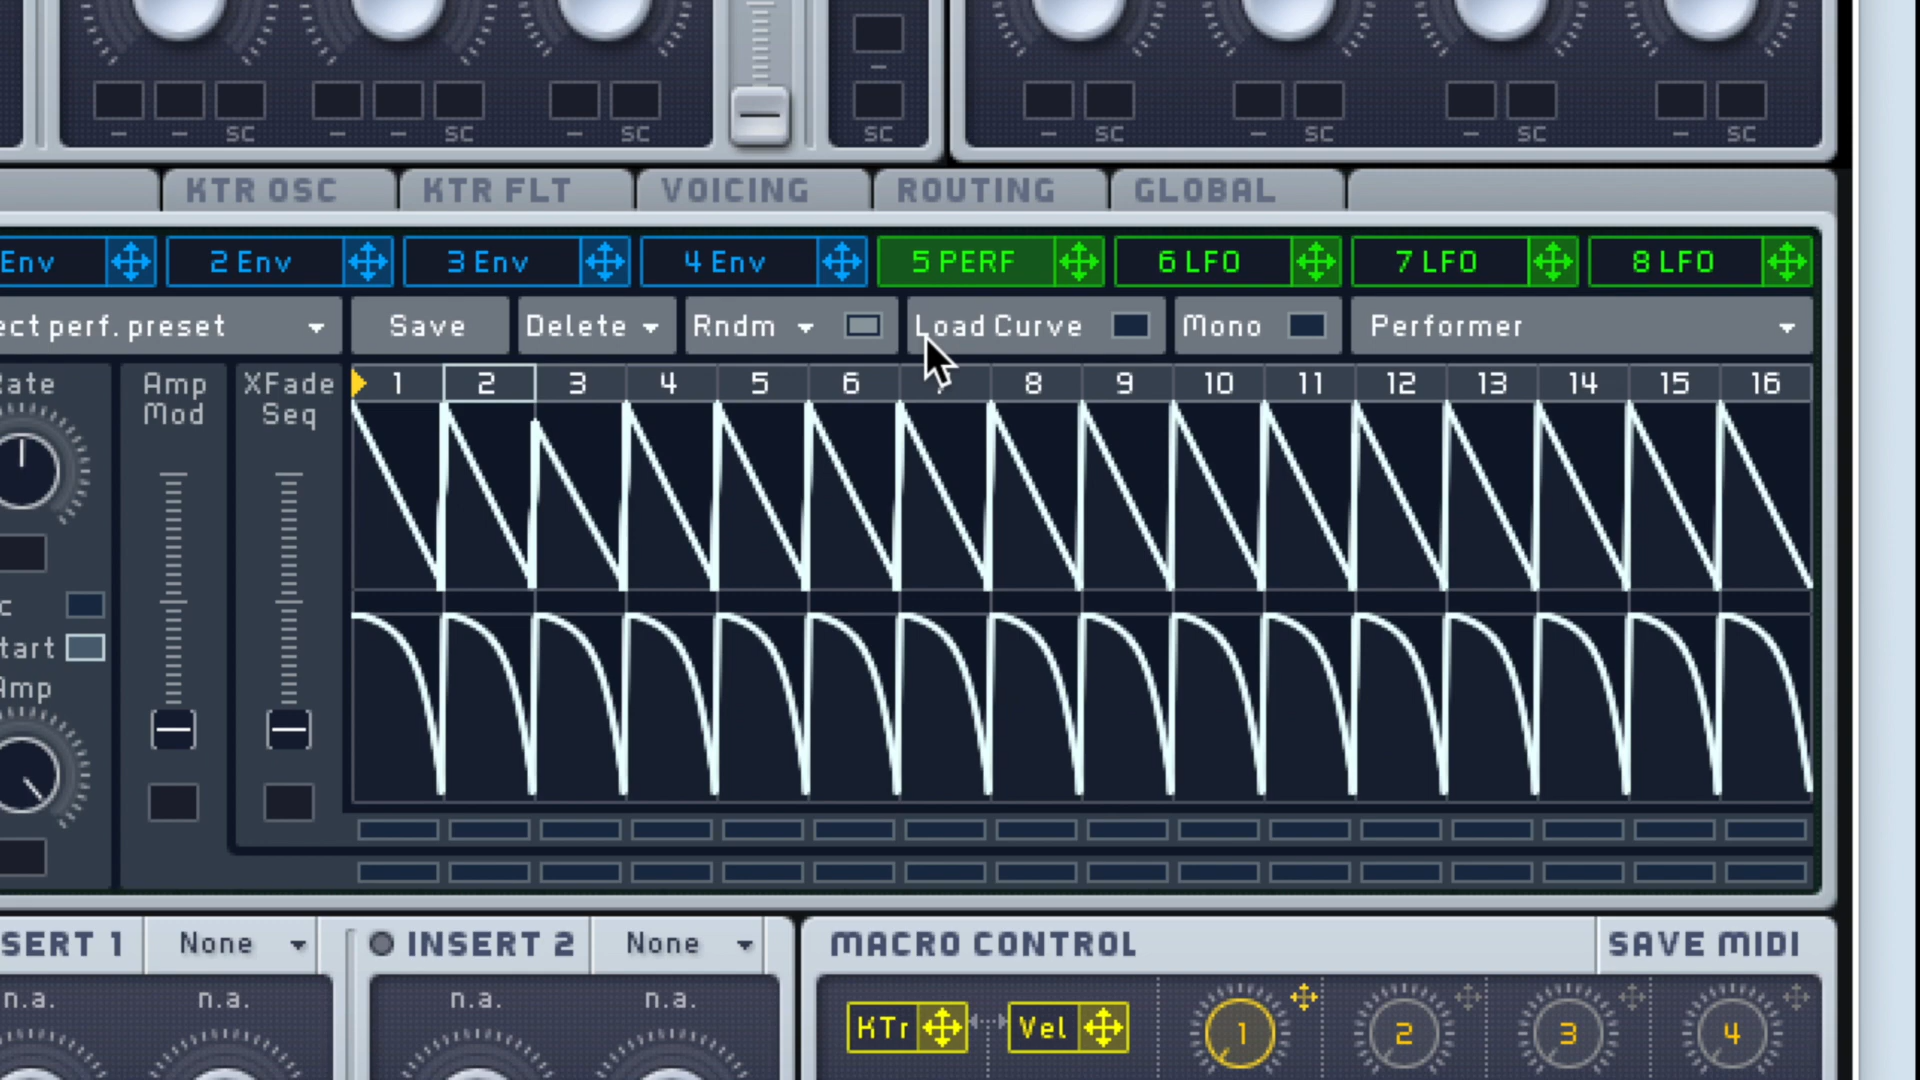 — — SC — — SC — SC
—
SC
— SC — SC — SC — SC
KTR OSC KTR FLT VOICING ROUTING GLOBAL
Env 2 Env 3 Env 4 Env 5 PERF 6 LFO 7 LFO 8 LFO
ect perf. preset Save Delete Rndm Load Curve Mono Performer
Rate Amp Mod XFade Seq
1 2 3 4 5 6 8 9 10 11 12 13 14 15 16
c
tart
Amp
SERT 1 None INSERT 2 None MACRO CONTROL SAVE MIDI
n.a. n.a. n.a. n.a.
KTr Vel 1 2 3 4